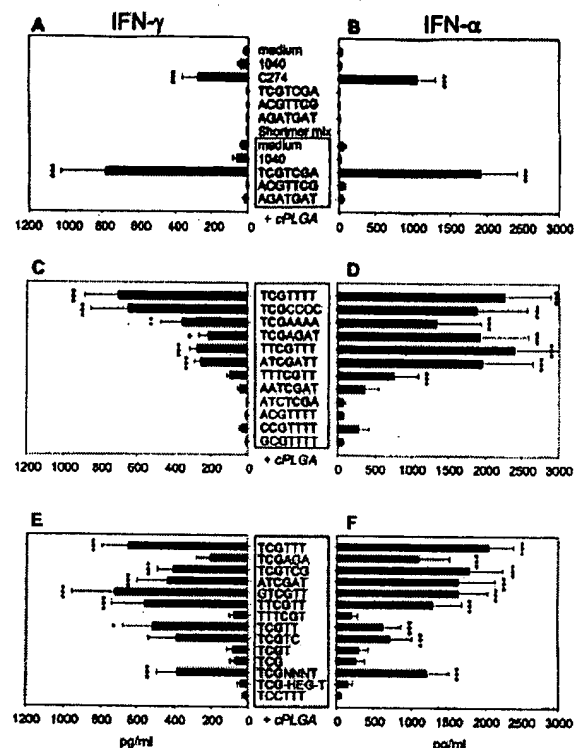 IFN-γ
IFN-α
A
B
medium
1040
C274
TCGTCGA
ACGTTCG
AGATGAT
Shortmer mix
medium
1040
TCGTCGA
ACGTTCG
AGATGAT
+ cPLGA
1200 1000 800 600 400 200 0
0 500 1000 1500 2000 2500 3000
C
D
TCGTTTT
TCGCCCC
TCGAAAA
TCGAGAT
TTCGTTT
ATCGATT
TTTCGTT
AATCGAT
ATCTCGA
ACGTTTT
CCGTTTT
GCGTTTT
+ cPLGA
1200 1000 800 600 400 200 0
0 500 1000 1500 2000 2500 3000
E
F
TCGTTT
TCGAGA
TCGTCG
ATCGAT
GTCGTT
TTCGTT
TTTCGT
TCGTT
TCGTC
TCGT
TCG
TCGNNNT
TCG-HEG-T
TCCTTT
+ cPLGA
1200 1000 800 600 400 200 0
0 500 1000 1500 2000 2500 3000
pg/ml
pg/ml